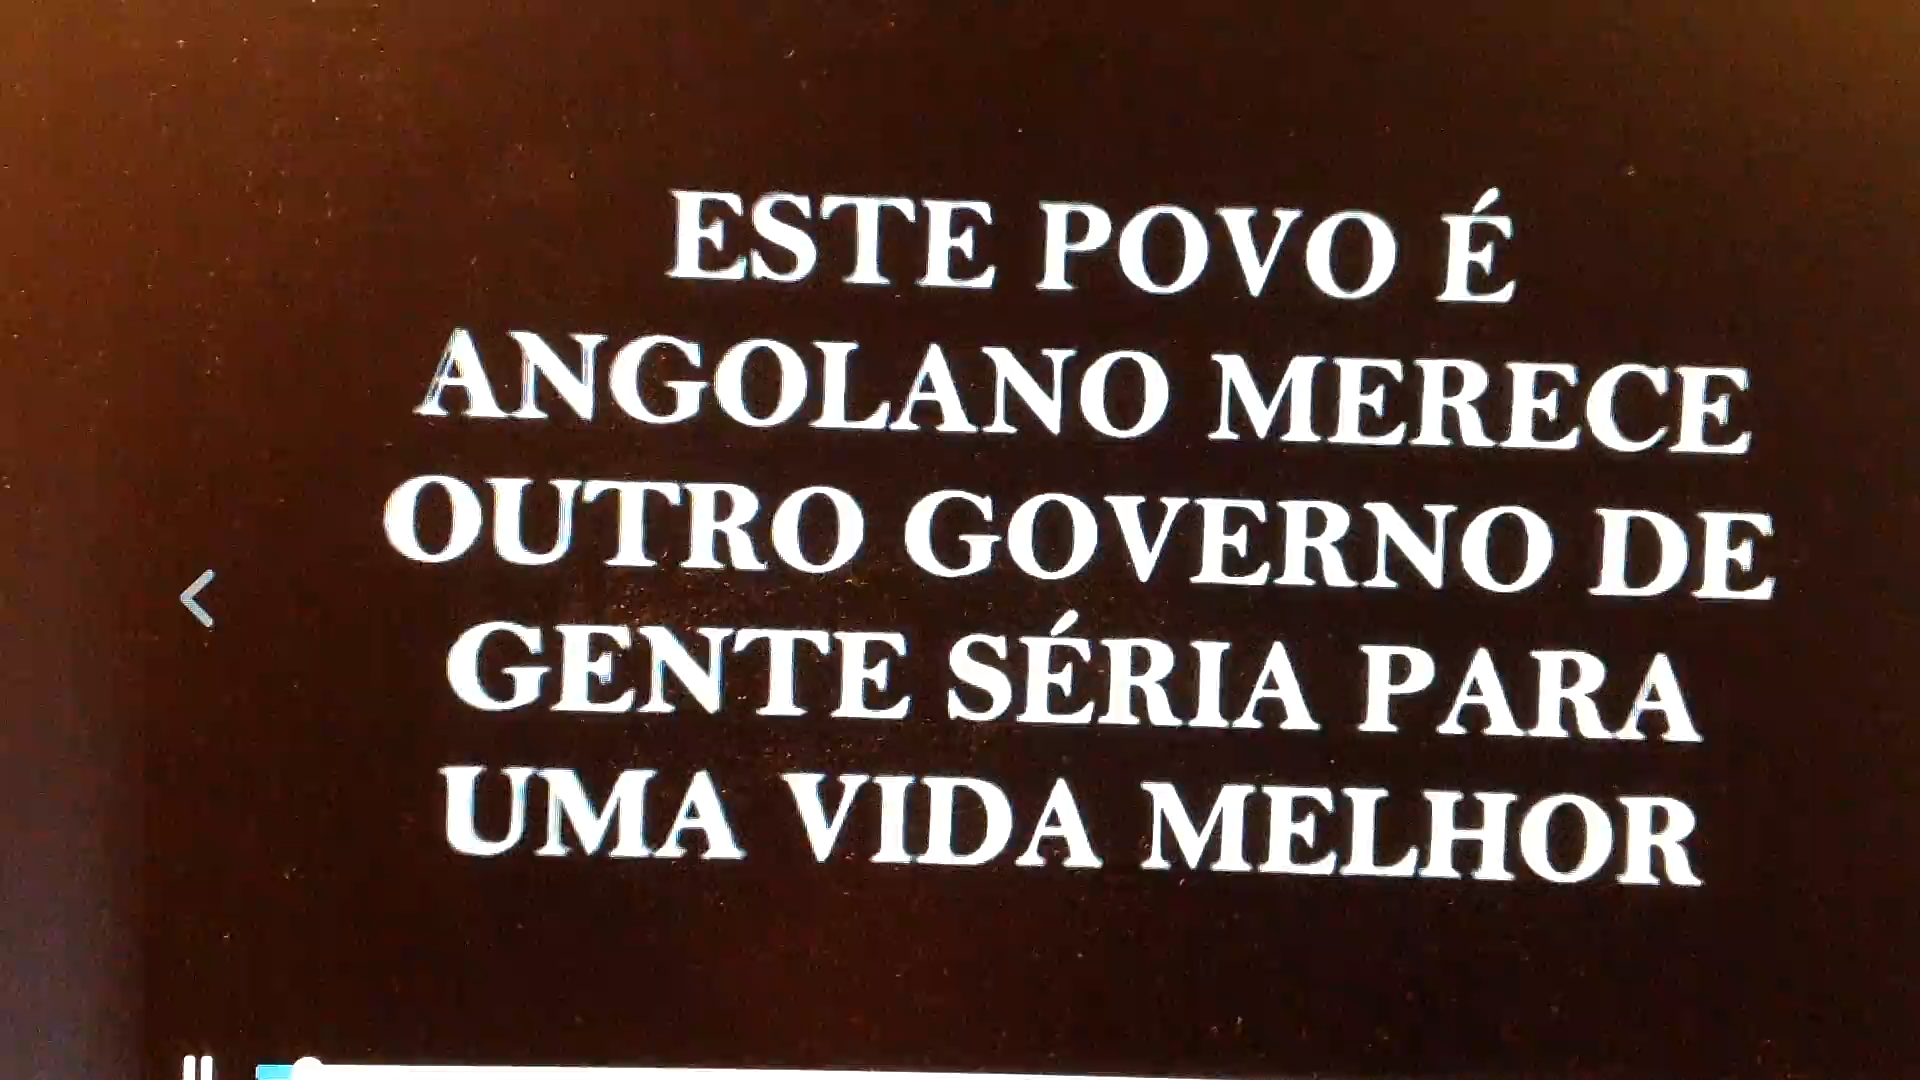 ESTE POVO É
ANGOLANO MERECE
OUTRO GOVERNO DE
GENTE SÉRIA PARA
UMA VIDA MELHOR